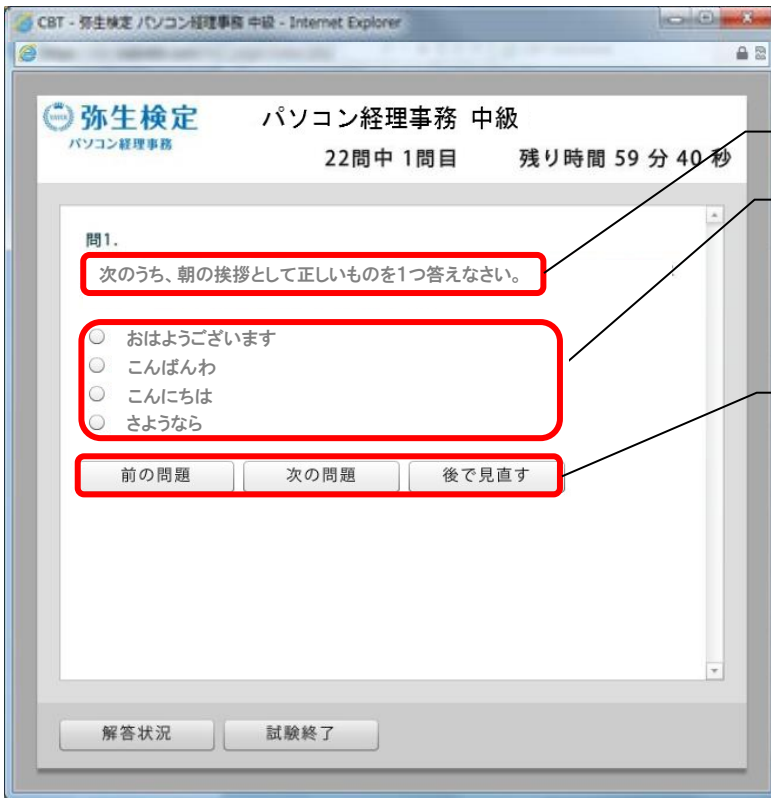 CBT - 弥生検定 パソコン経理事務 中級 - Internet Explorer
弥生検定
パソコン経理事務
パソコン経理事務 中級
22問中 1問目 残り時間 59 分 40 秒
問1.
次のうち、朝の挨拶として正しいものを1つ答えなさい。
おはようございます
こんばんわ
こんにちは
さようなら
前の問題 次の問題 後で見直す
解答状況 試験終了